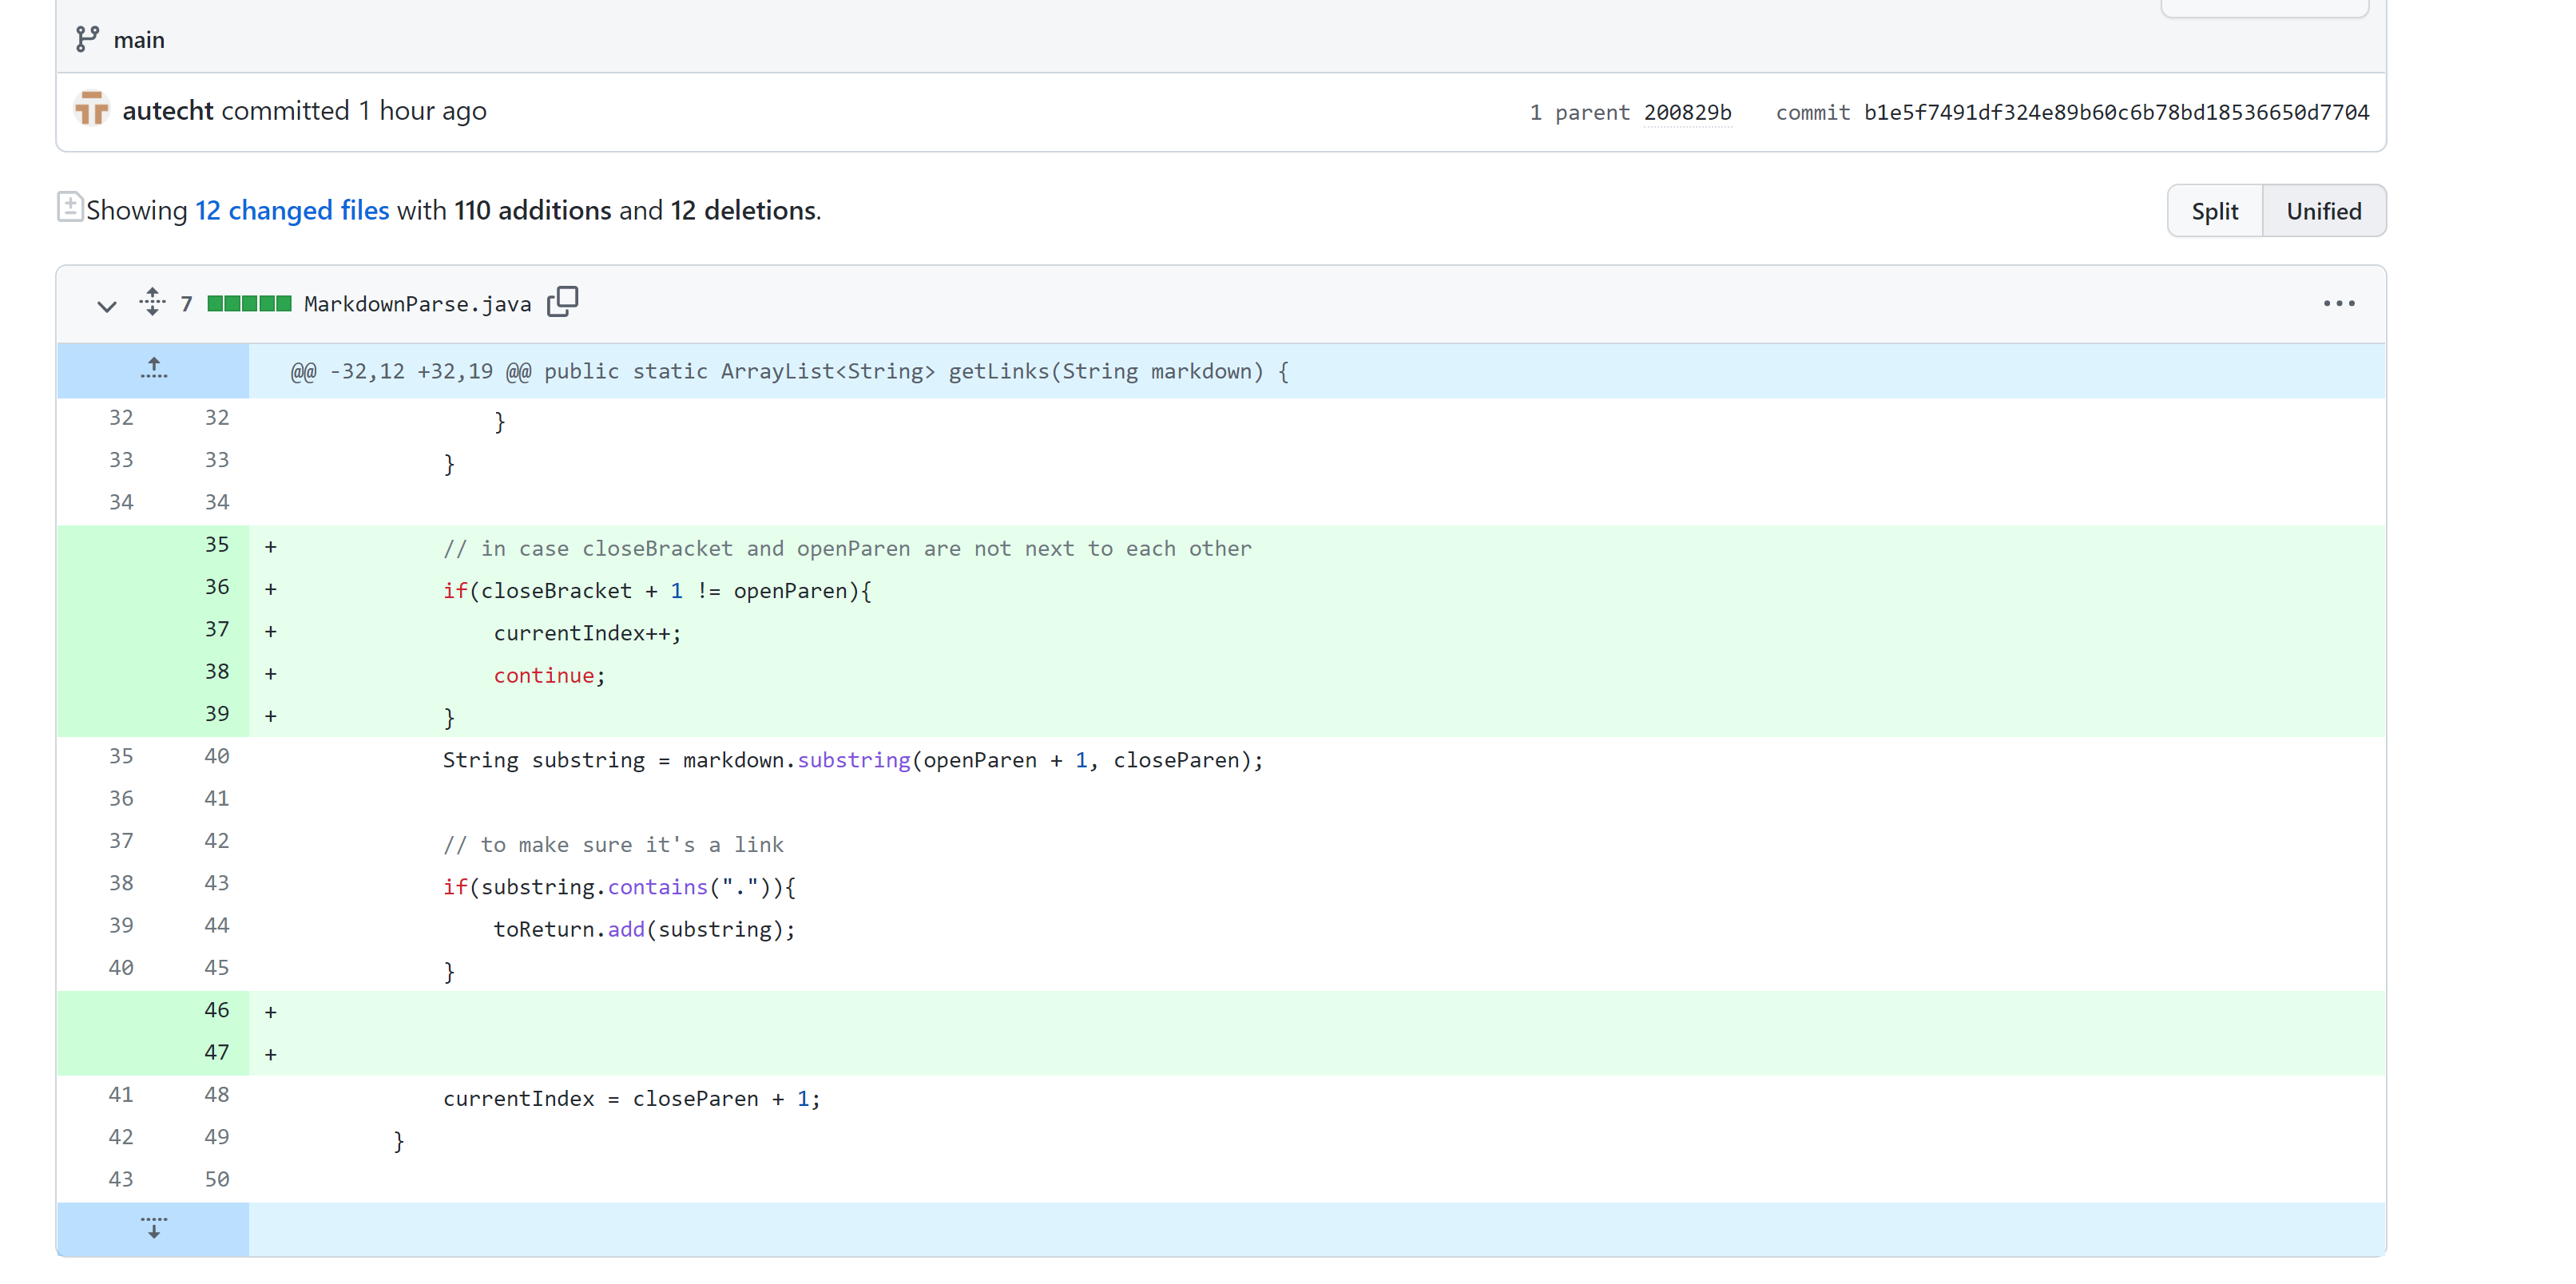 main
autecht committed 1 hour ago 1 parent 200829b commit b1e5f7491df324e89b60c6b78bd18536650d7704
Showing 12 changed files with 110 additions and 12 deletions. Split Unified
7 MarkdownParse.java
@@ -32,12 +32,19 @@ public static ArrayList<String> getLinks(String markdown) {
32 32 }
33 33 }
34 34
35 + // in case closeBracket and openParen are not next to each other
36 + if(closeBracket + 1 != openParen){
37 + currentIndex++;
38 + continue;
39 + }
35 40 String substring = markdown.substring(openParen + 1, closeParen);
36 41
37 42 // to make sure it's a link
38 43 if(substring.contains(".")){
39 44 toReturn.add(substring);
40 45 }
46 +
47 +
41 48 currentIndex = closeParen + 1;
42 49 }
43 50